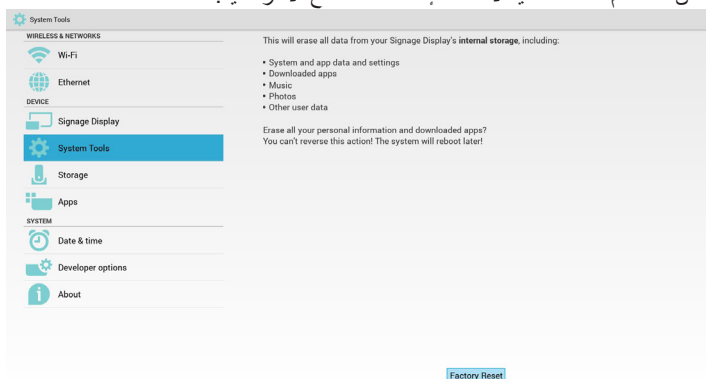 System Tools
WIRELESS & NETWORKS
Wi-Fi
Ethernet
DEVICE
Signage Display
System Tools
Storage
Apps
SYSTEM
Date & time
Developer options
About
This will erase all data from your Signage Display's internal storage, including:
• System and app data and settings
• Downloaded apps
• Music
• Photos
• Other user data
Erase all your personal information and downloaded apps?
You can't reverse this action! The system will reboot later!
Factory Reset